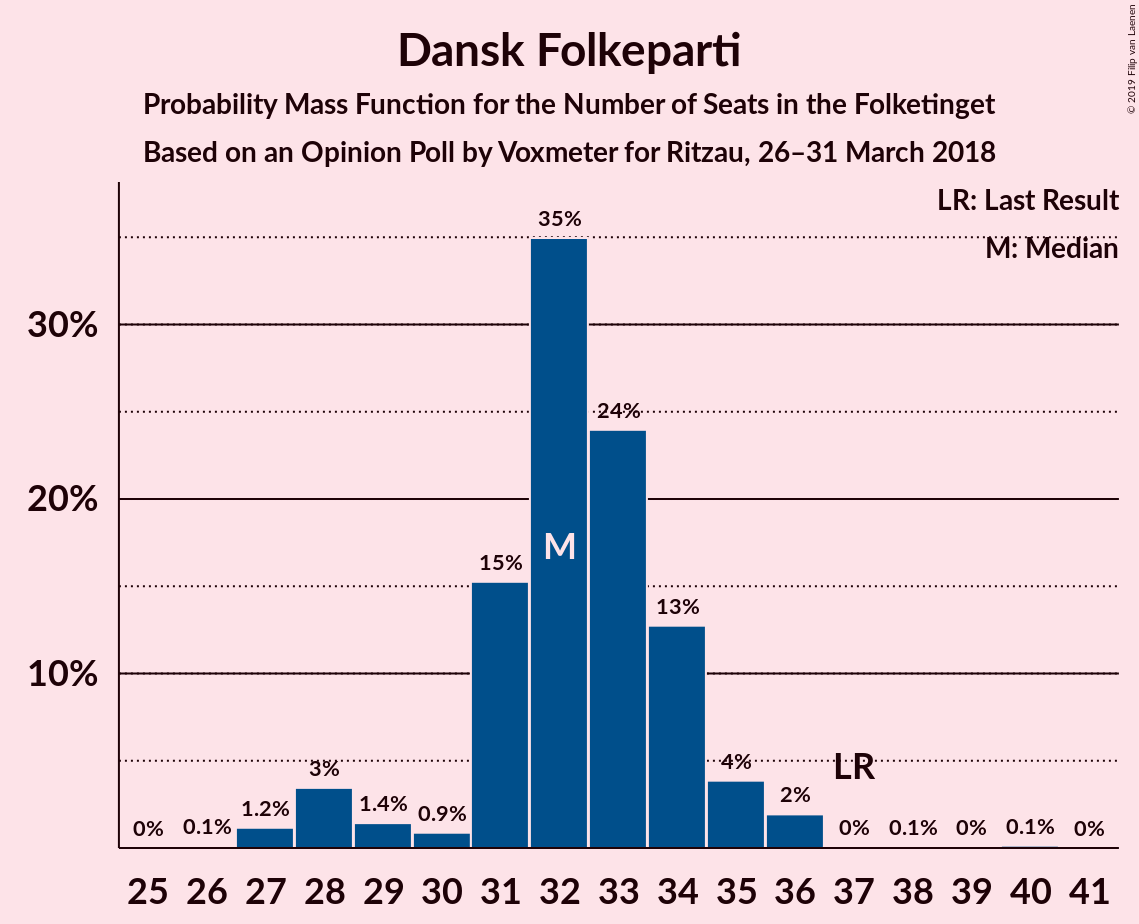 Dansk Folkeparti
Probability Mass Function for the Number of Seats in the Folketinget
Based on an Opinion Poll by Voxmeter for Ritzau, 26–31 March 2018
© 2019 Filip van Laenen
LR: Last Result
M: Median
30%
20%
10%
0%
0.1%
1.2%
3%
1.4%
0.9%
15%
35%
M
24%
13%
4%
2%
LR
0%
0.1%
0%
0.1%
0%
25 26 27 28 29 30 31 32 33 34 35 36 37 38 39 40 41